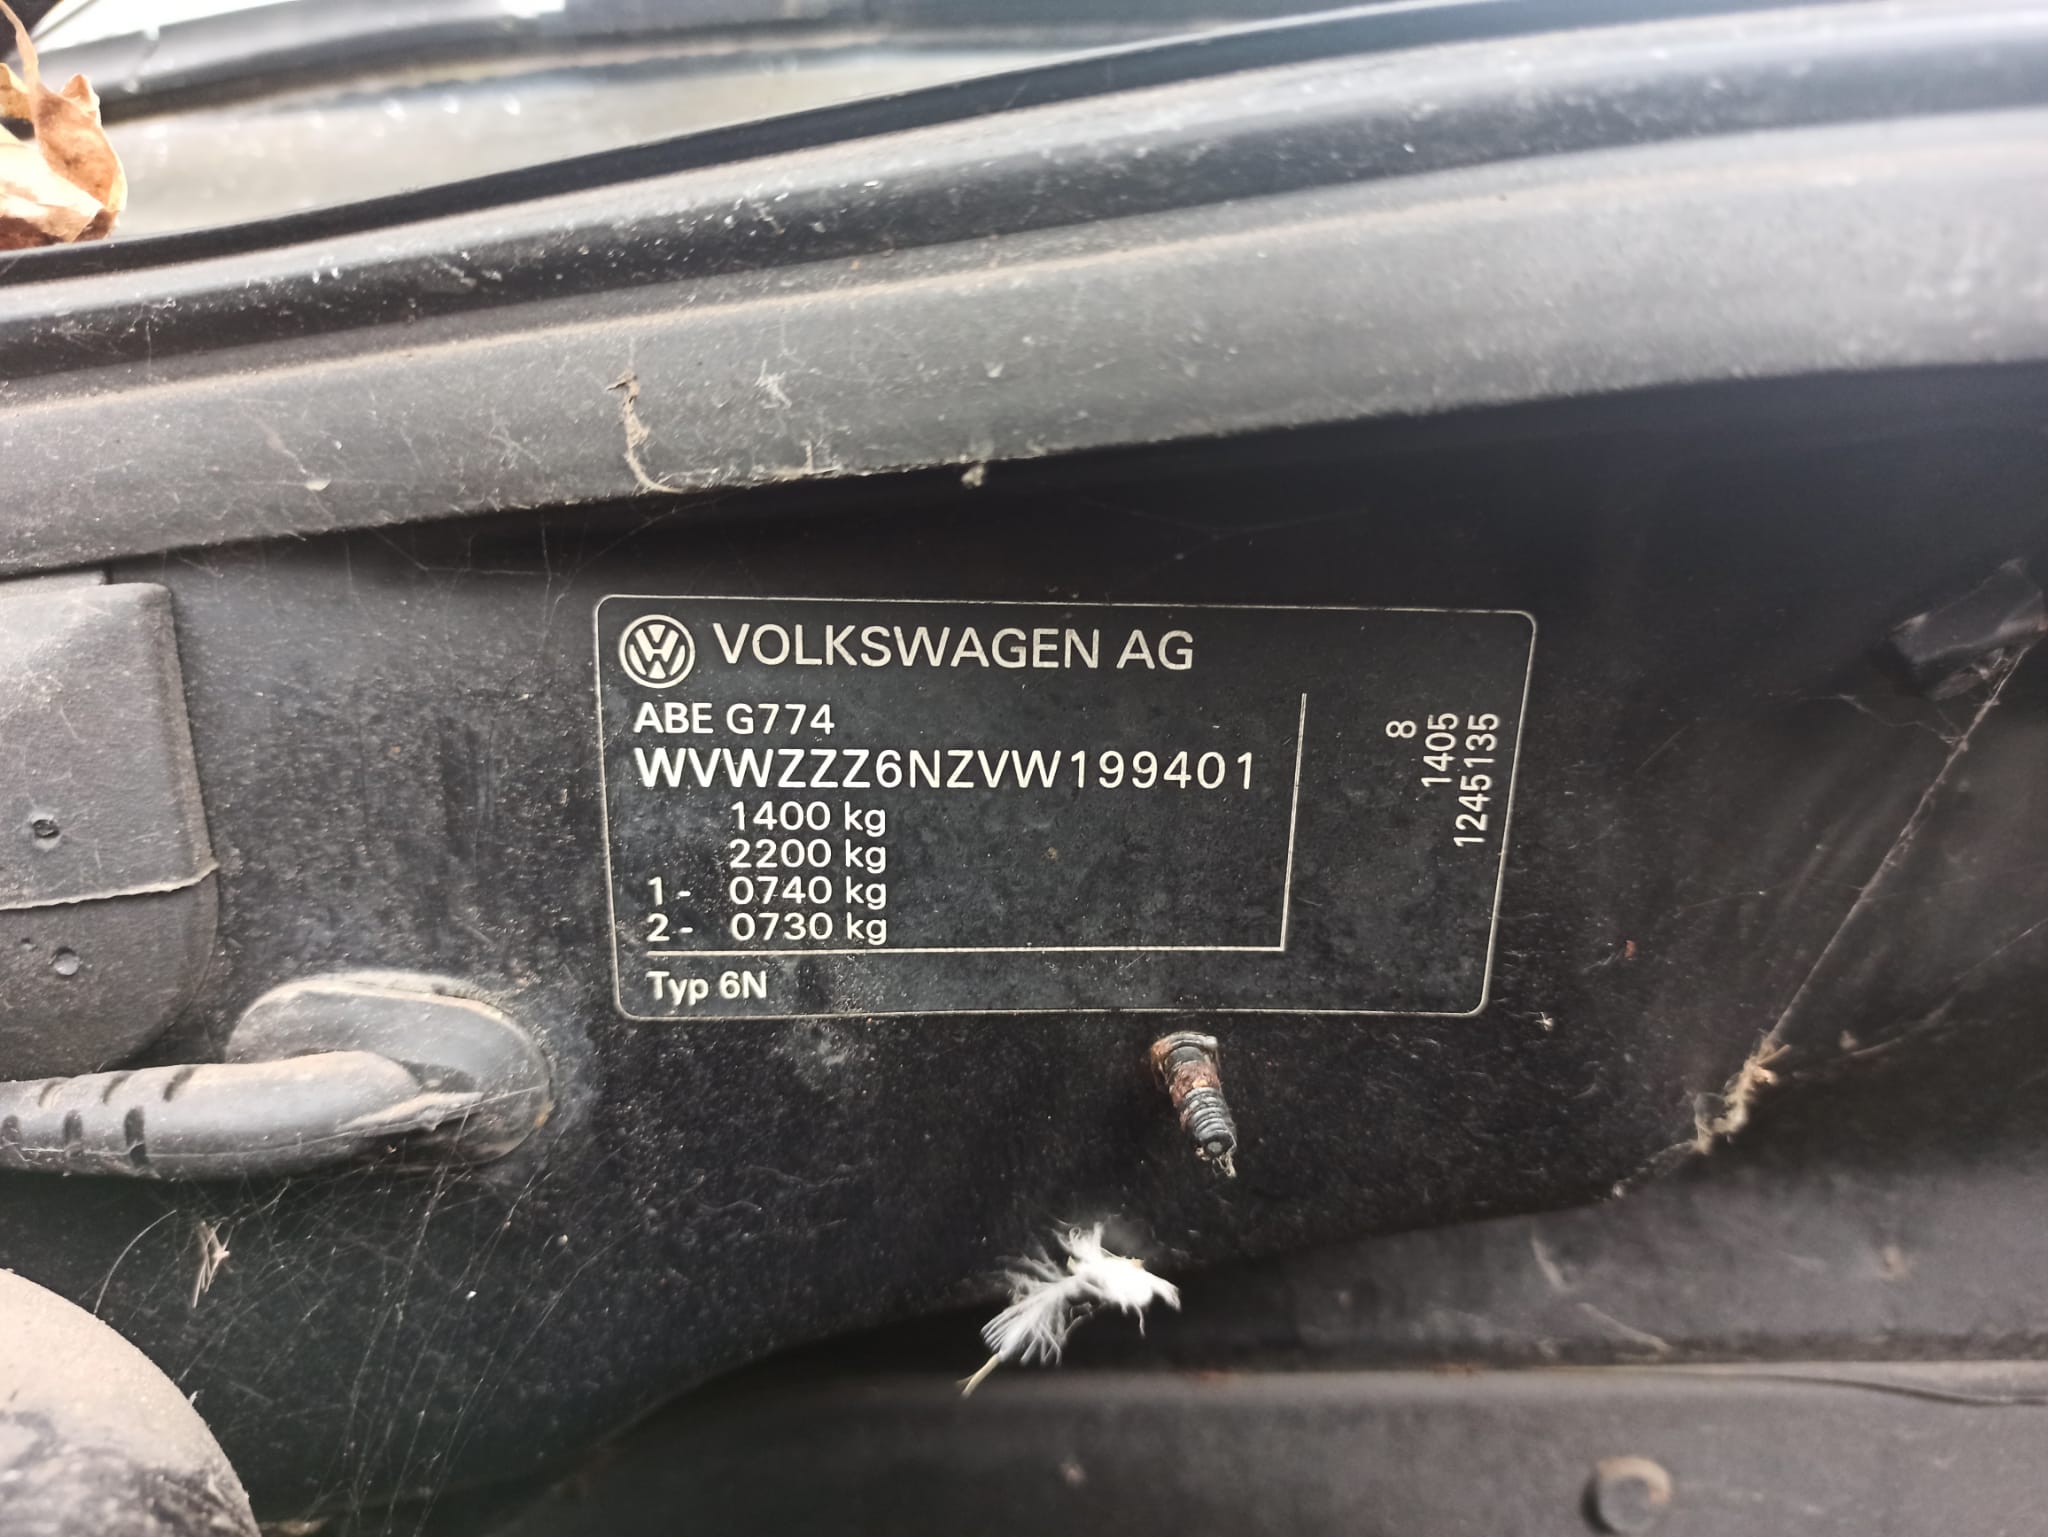 VOLKSWAGEN AG
ABE G774
WVWZZZ6NZVW199401
1400 kg
2200 kg
1- 0740 kg
2- 0730 kg
Typ 6N
8
1405
1245135